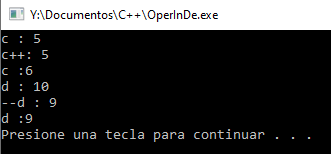 Y:\Documentos\C++\OperInDe.exe
c : 5
c++: 5
c :6
d : 10
--d : 9
d :9
Presione una tecla para continuar . . .